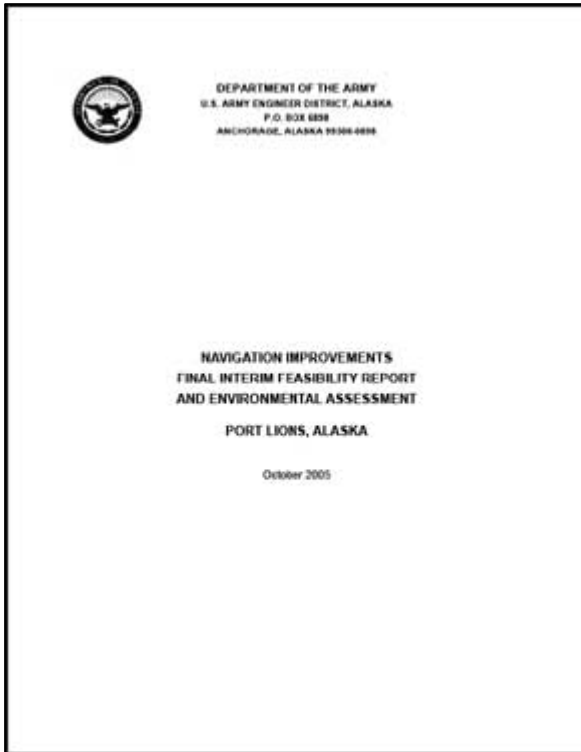 DEPARTMENT OF THE ARMY
U.S. ARMY ENGINEER DISTRICT, ALASKA
P.O. BOX 6898
ANCHORAGE, ALASKA 99506-0898
NAVIGATION IMPROVEMENTS
FINAL INTERIM FEASIBILITY REPORT
AND ENVIRONMENTAL ASSESSMENT
PORT LIONS, ALASKA
October 2005